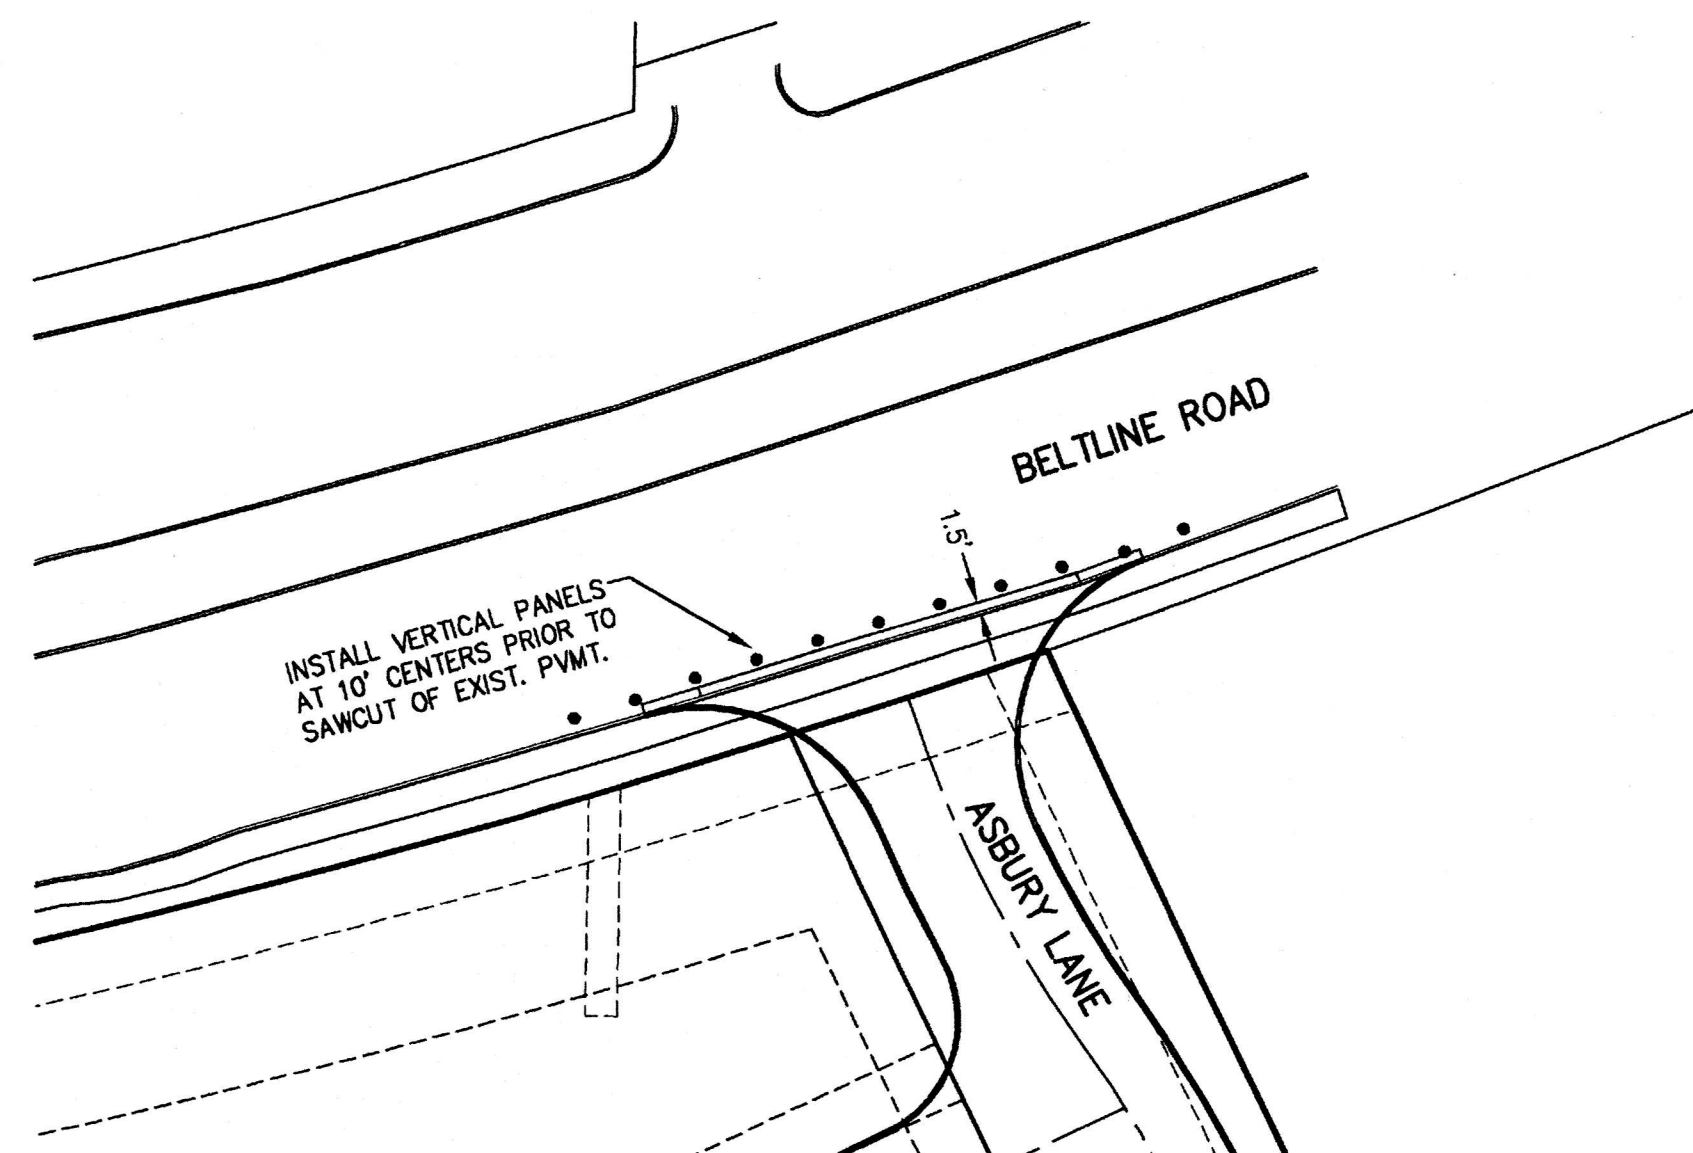 BELTLINE ROAD
1.5'
INSTALL VERTICAL PANELS
AT 10' CENTERS PRIOR TO
SAWCUT OF EXIST. PVMT.
ASBURY LANE